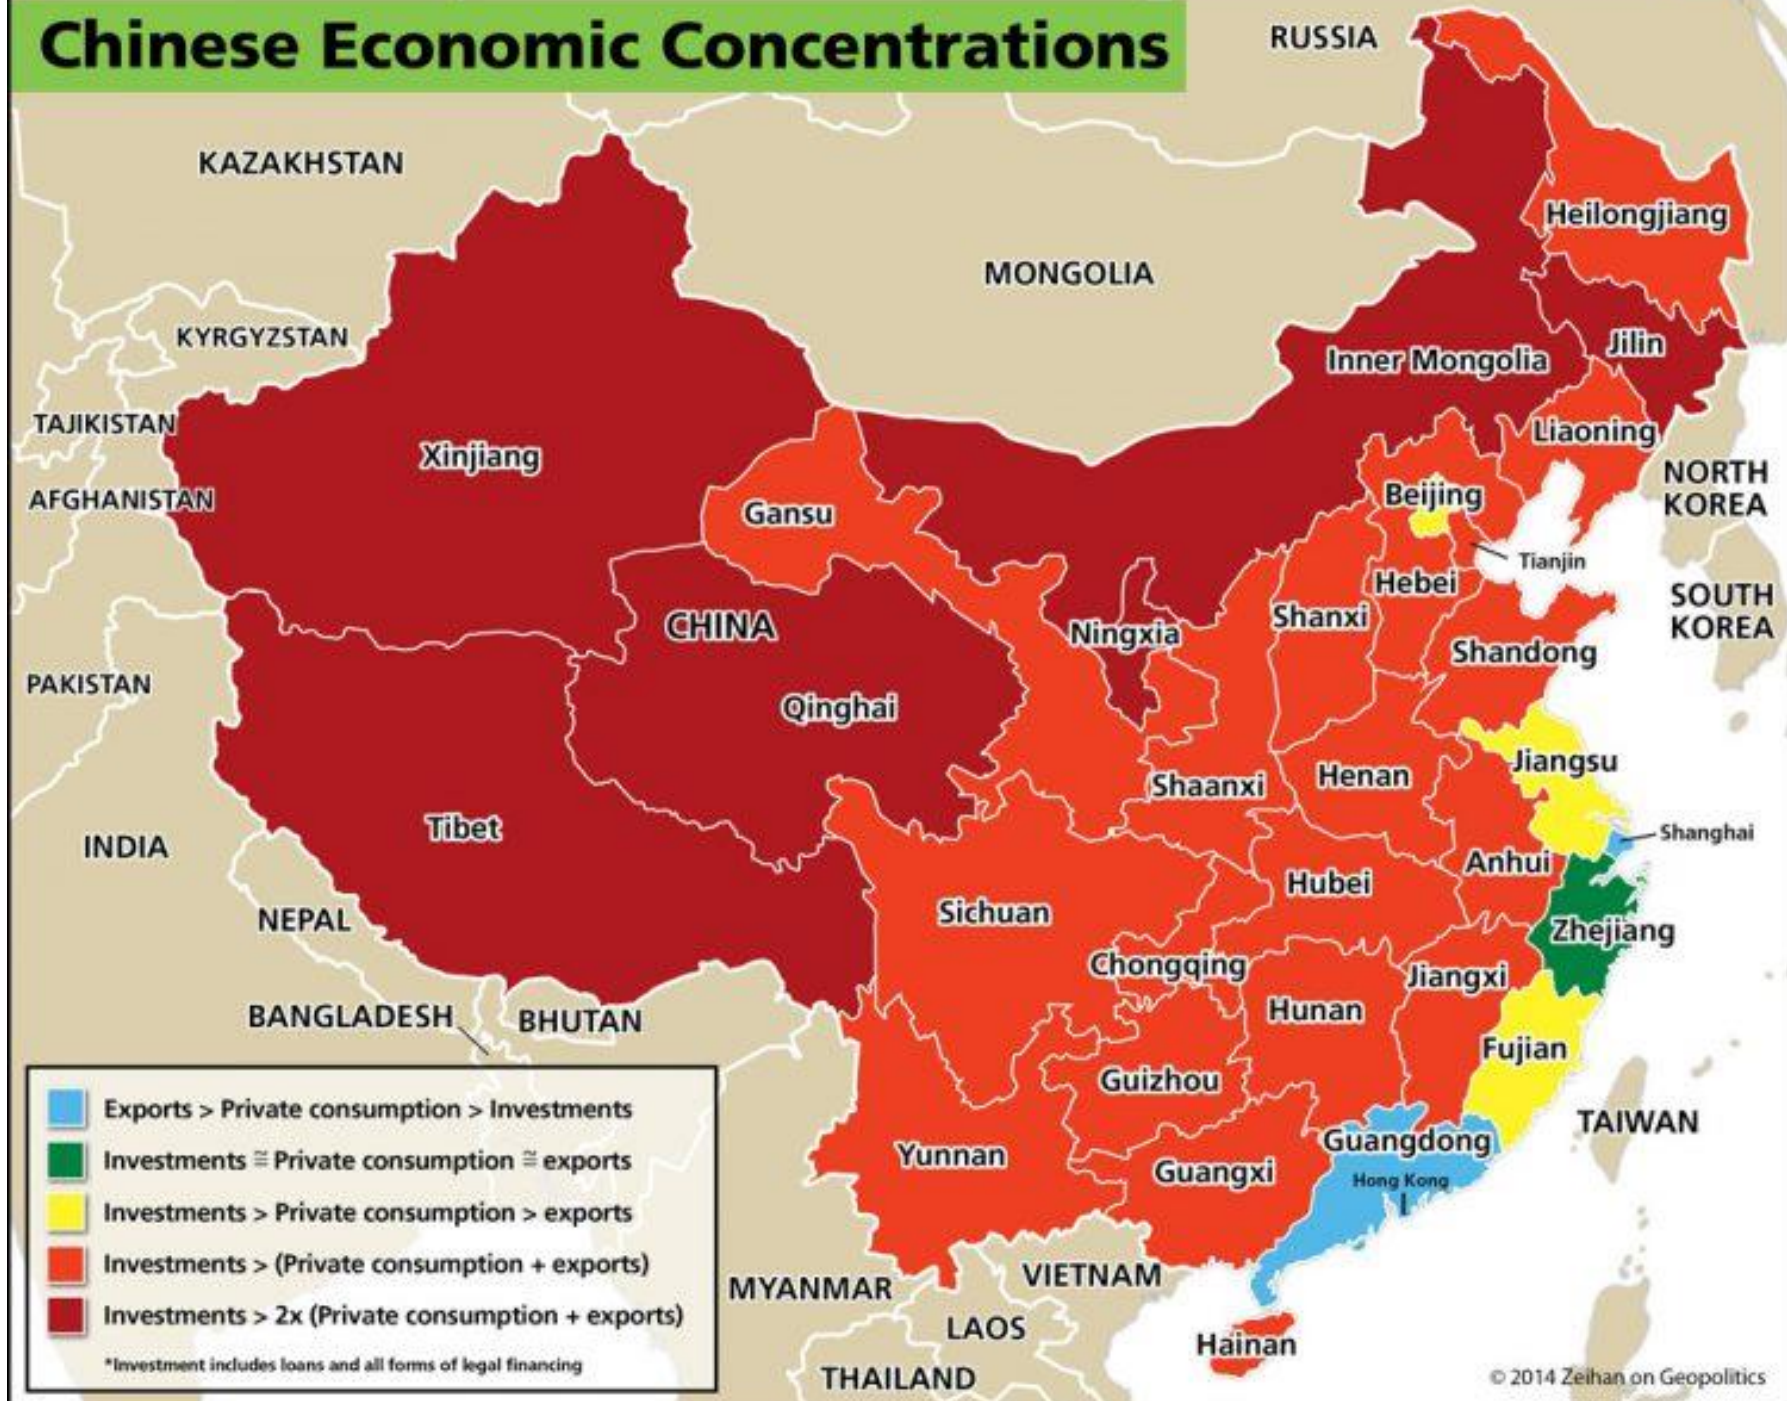 Chinese Economic Concentrations
RUSSIA
KAZAKHSTAN
Heilongjiang
MONGOLIA
KYRGYZSTAN
Jilin
Inner Mongolia
TAJIKISTAN
Liaoning
Xinjiang
NORTH
KOREA
AFGHANISTAN
Beijing
Gansu
Tianjin
Hebei
SOUTH
KOREA
Shanxi
CHINA
Ningxia
Shandong
PAKISTAN
Qinghai
Jiangsu
Henan
Shaanxi
Tibet
Shanghai
INDIA
Anhui
Hubei
Sichuan
NEPAL
Zhejiang
Chongqing
Jiangxi
Hunan
BANGLADESH
BHUTAN
Fujian
Guizhou
TAIWAN
Guangdong
Yunnan
Guangxi
Hong Kong
Exports > Private consumption > Investments
Investments ≅ Private consumption ≅ exports
Investments > Private consumption > exports
Investments > (Private consumption + exports)
Investments > 2x (Private consumption + exports)
*Investment includes loans and all forms of legal financing
MYANMAR
VIETNAM
LAOS
Hainan
THAILAND
© 2014 Zeihan on Geopolitics